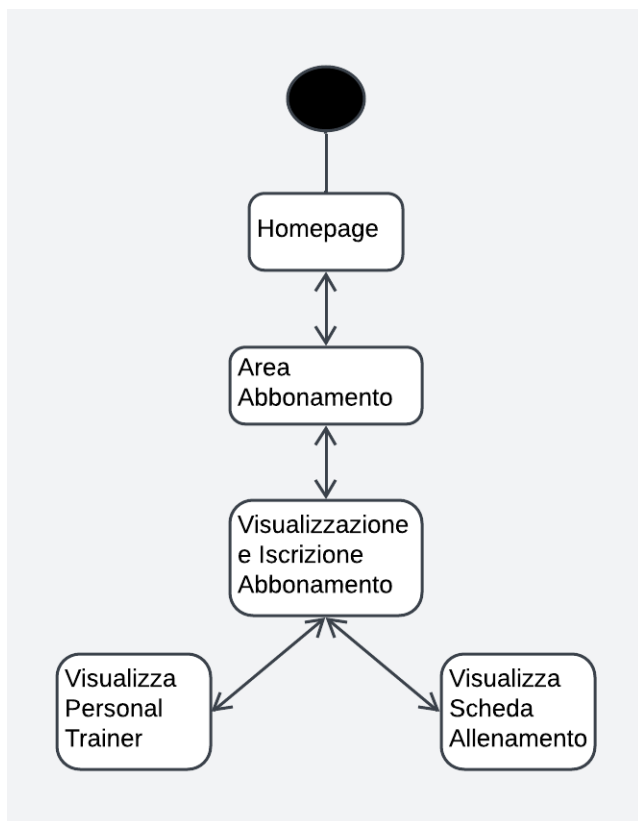 Homepage
Area
Abbonamento
Visualizzazione
e Iscrizione
Abbonamento
Visualizza
Personal
Trainer
Visualizza
Scheda
Allenamento